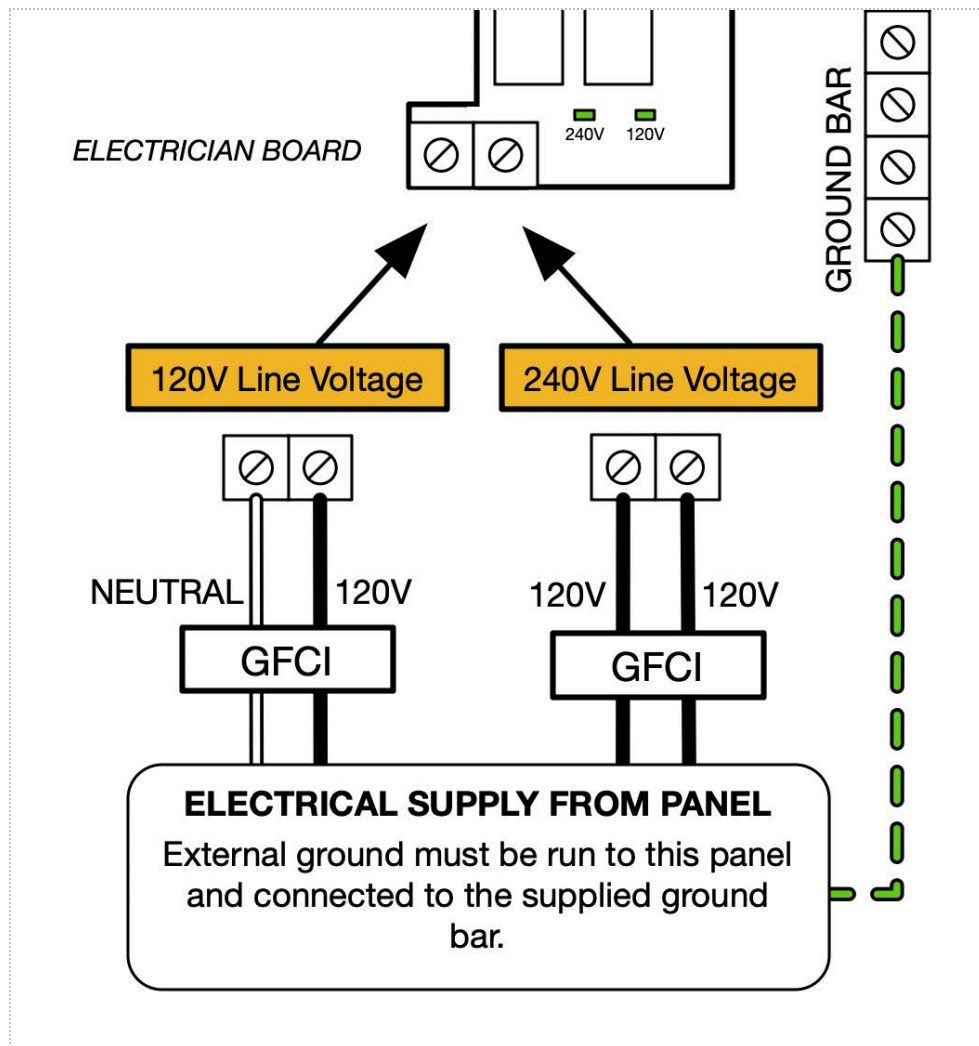 240V 120V
ELECTRICIAN BOARD
GROUND BAR
120V Line Voltage
240V Line Voltage
NEUTRAL
120V
120V
120V
GFCI
GFCI
ELECTRICAL SUPPLY FROM PANEL
External ground must be run to this panel
and connected to the supplied ground
bar.